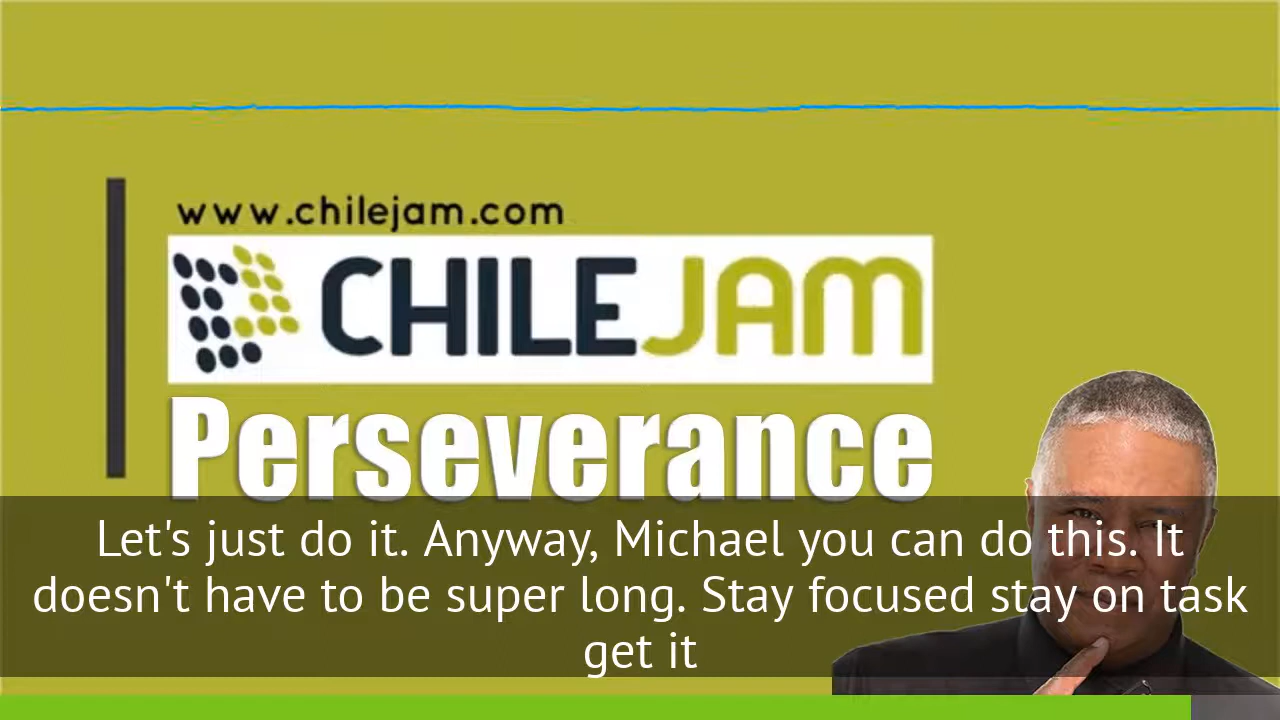 www.chilejam.com
CHILEJAM
Perseverance
Let's just do it. Anyway, Michael you can do this. It
doesn't have to be super long. Stay focused stay on task
get it